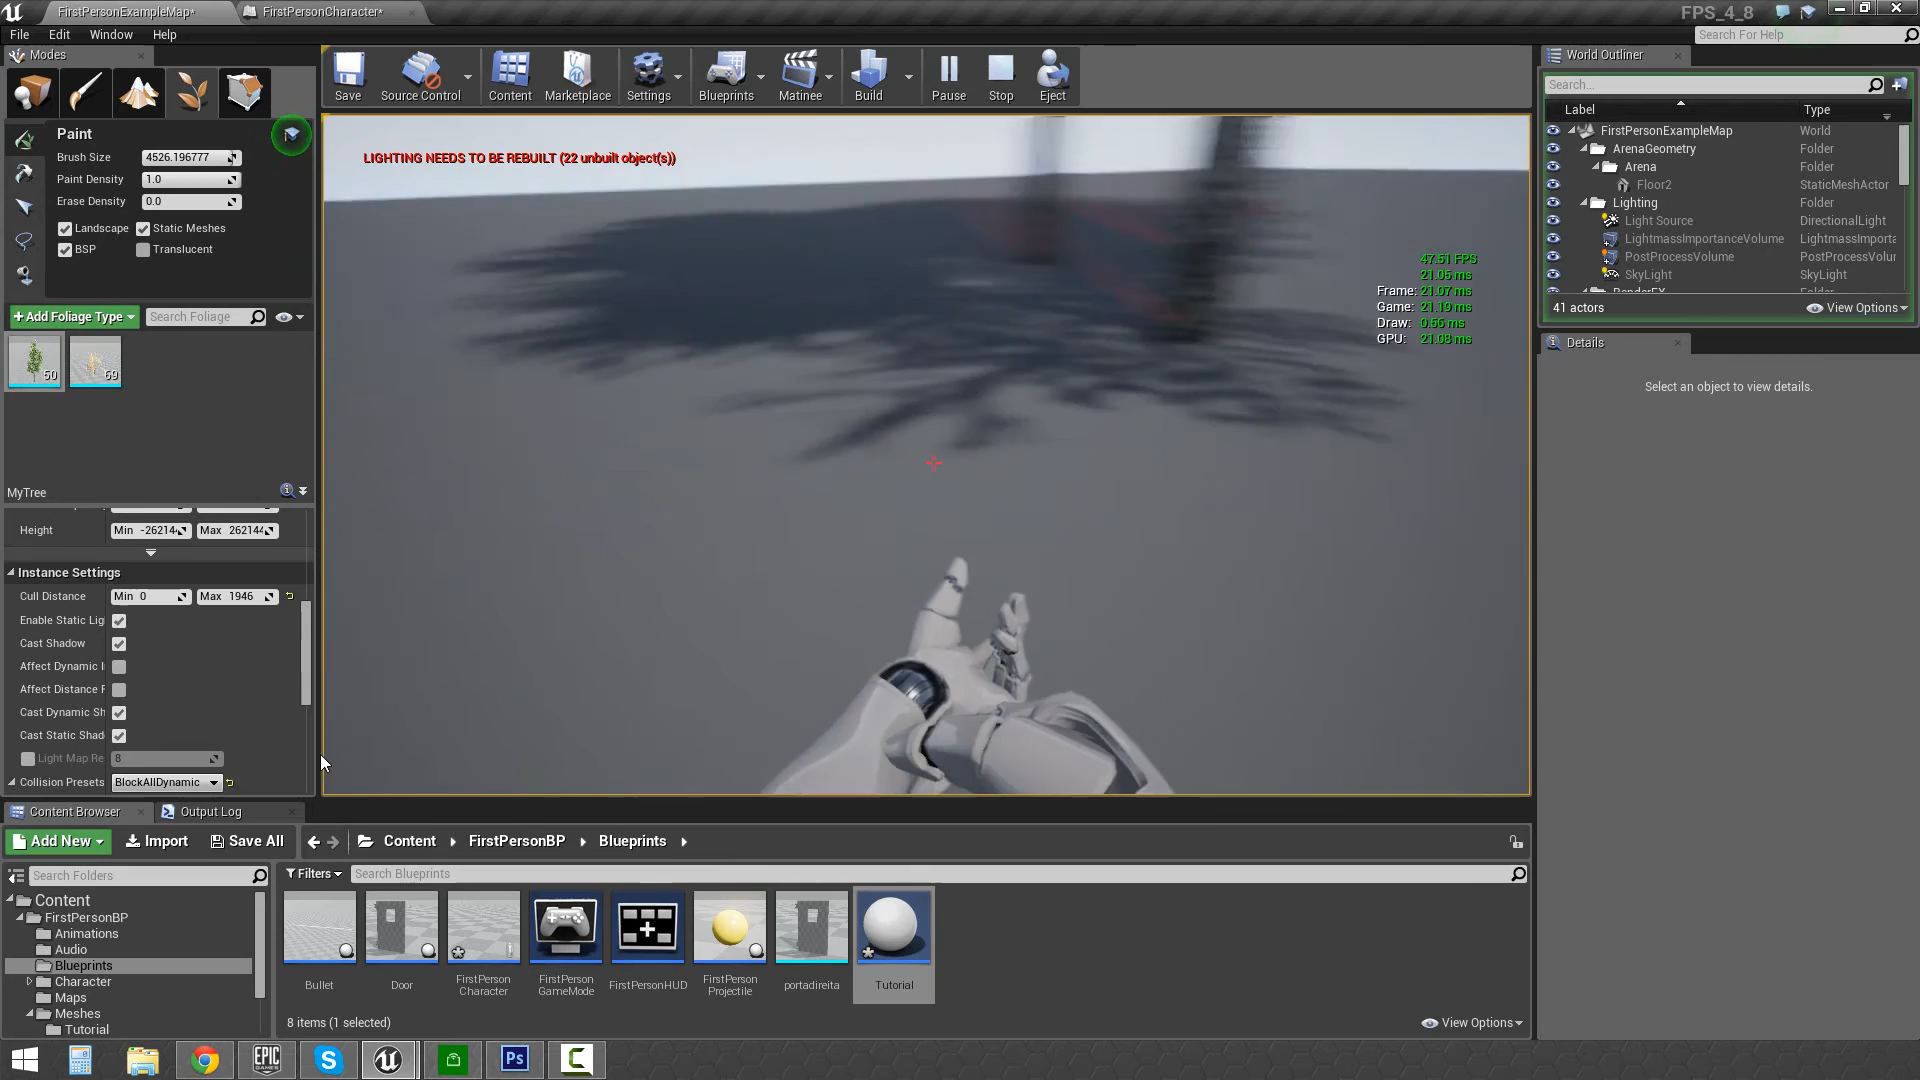 FirstPersonExampleMap*
FirstPersonCharacter*
FPS_4_8
File
Edit
Window
Help
Search For Help
Modes
Paint
Brush Size
4526.196777
Paint Density
1.0
Erase Density
0.0
Landscape
Static Meshes
BSP
Translucent
Add Foliage Type
Search Foliage
50
69
MyTree
Height
Min -26214
Max 26214
Instance Settings
Cull Distance
Min 0
Max 1946
Enable Static Lig
Cast Shadow
Affect Dynamic I
Affect Distance F
Cast Dynamic Sh
Cast Static Shad
Light Map Re
8
Collision Presets
BlockAllDynamic
Save
Source Control
Content
Marketplace
Settings
Blueprints
Matinee
Build
Pause
Stop
Eject
LIGHTING NEEDS TO BE REBUILT (22 unbuilt object(s))
47.51 FPS
21.05 ms
Frame: 21.07 ms
Game: 21.19 ms
Draw: 0.56 ms
GPU: 21.08 ms
World Outliner
Search...
Label
Type
FirstPersonExampleMap
World
ArenaGeometry
Folder
Arena
Folder
Floor2
StaticMeshActor
Lighting
Folder
Light Source
DirectionalLight
LightmassImportanceVolume
LightmassImporta
PostProcessVolume
PostProcessVolur
SkyLight
SkyLight
RenderFX
Folder
41 actors
View Options
Details
Select an object to view details.
Content Browser
Output Log
Add New
Import
Save All
Content
FirstPersonBP
Blueprints
Search Folders
Filters
Search Blueprints
Content
FirstPersonBP
Animations
Audio
Blueprints
Character
Maps
Meshes
Tutorial
Bullet
Door
FirstPerson
Character
FirstPerson
GameMode
FirstPersonHUD
FirstPerson
Projectile
portadireita
Tutorial
8 items (1 selected)
View Options
EPIC
GAMES
Ps